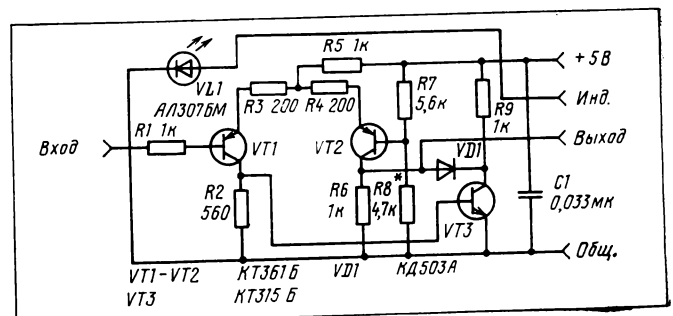 R5 1к
+5В
VL1
АЛ307БМ
R3 200
R4 200
R7
5,6к
R9
1к
Инд.
Вход
R1 1к
VT1
VT2
VD1
Выход
R2
560
R6
1к
*
R8
4,7к
VT3
C1
0,033мк
Общ.
VT1-VT2 КТ361Б VD1 КД503А
VT3 КТ315Б